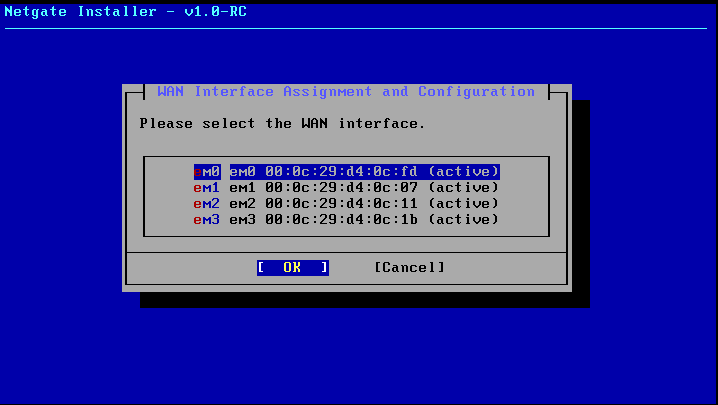 Netgate Installer - v1.0-RC
WAN Interface Assignment and Configuration
Please select the WAN interface.
em0 em0 00:0c:29:d4:0c:fd (active)
em1 em1 00:0c:29:d4:0c:07 (active)
em2 em2 00:0c:29:d4:0c:11 (active)
em3 em3 00:0c:29:d4:0c:1b (active)
[ OK ] [Cancel]